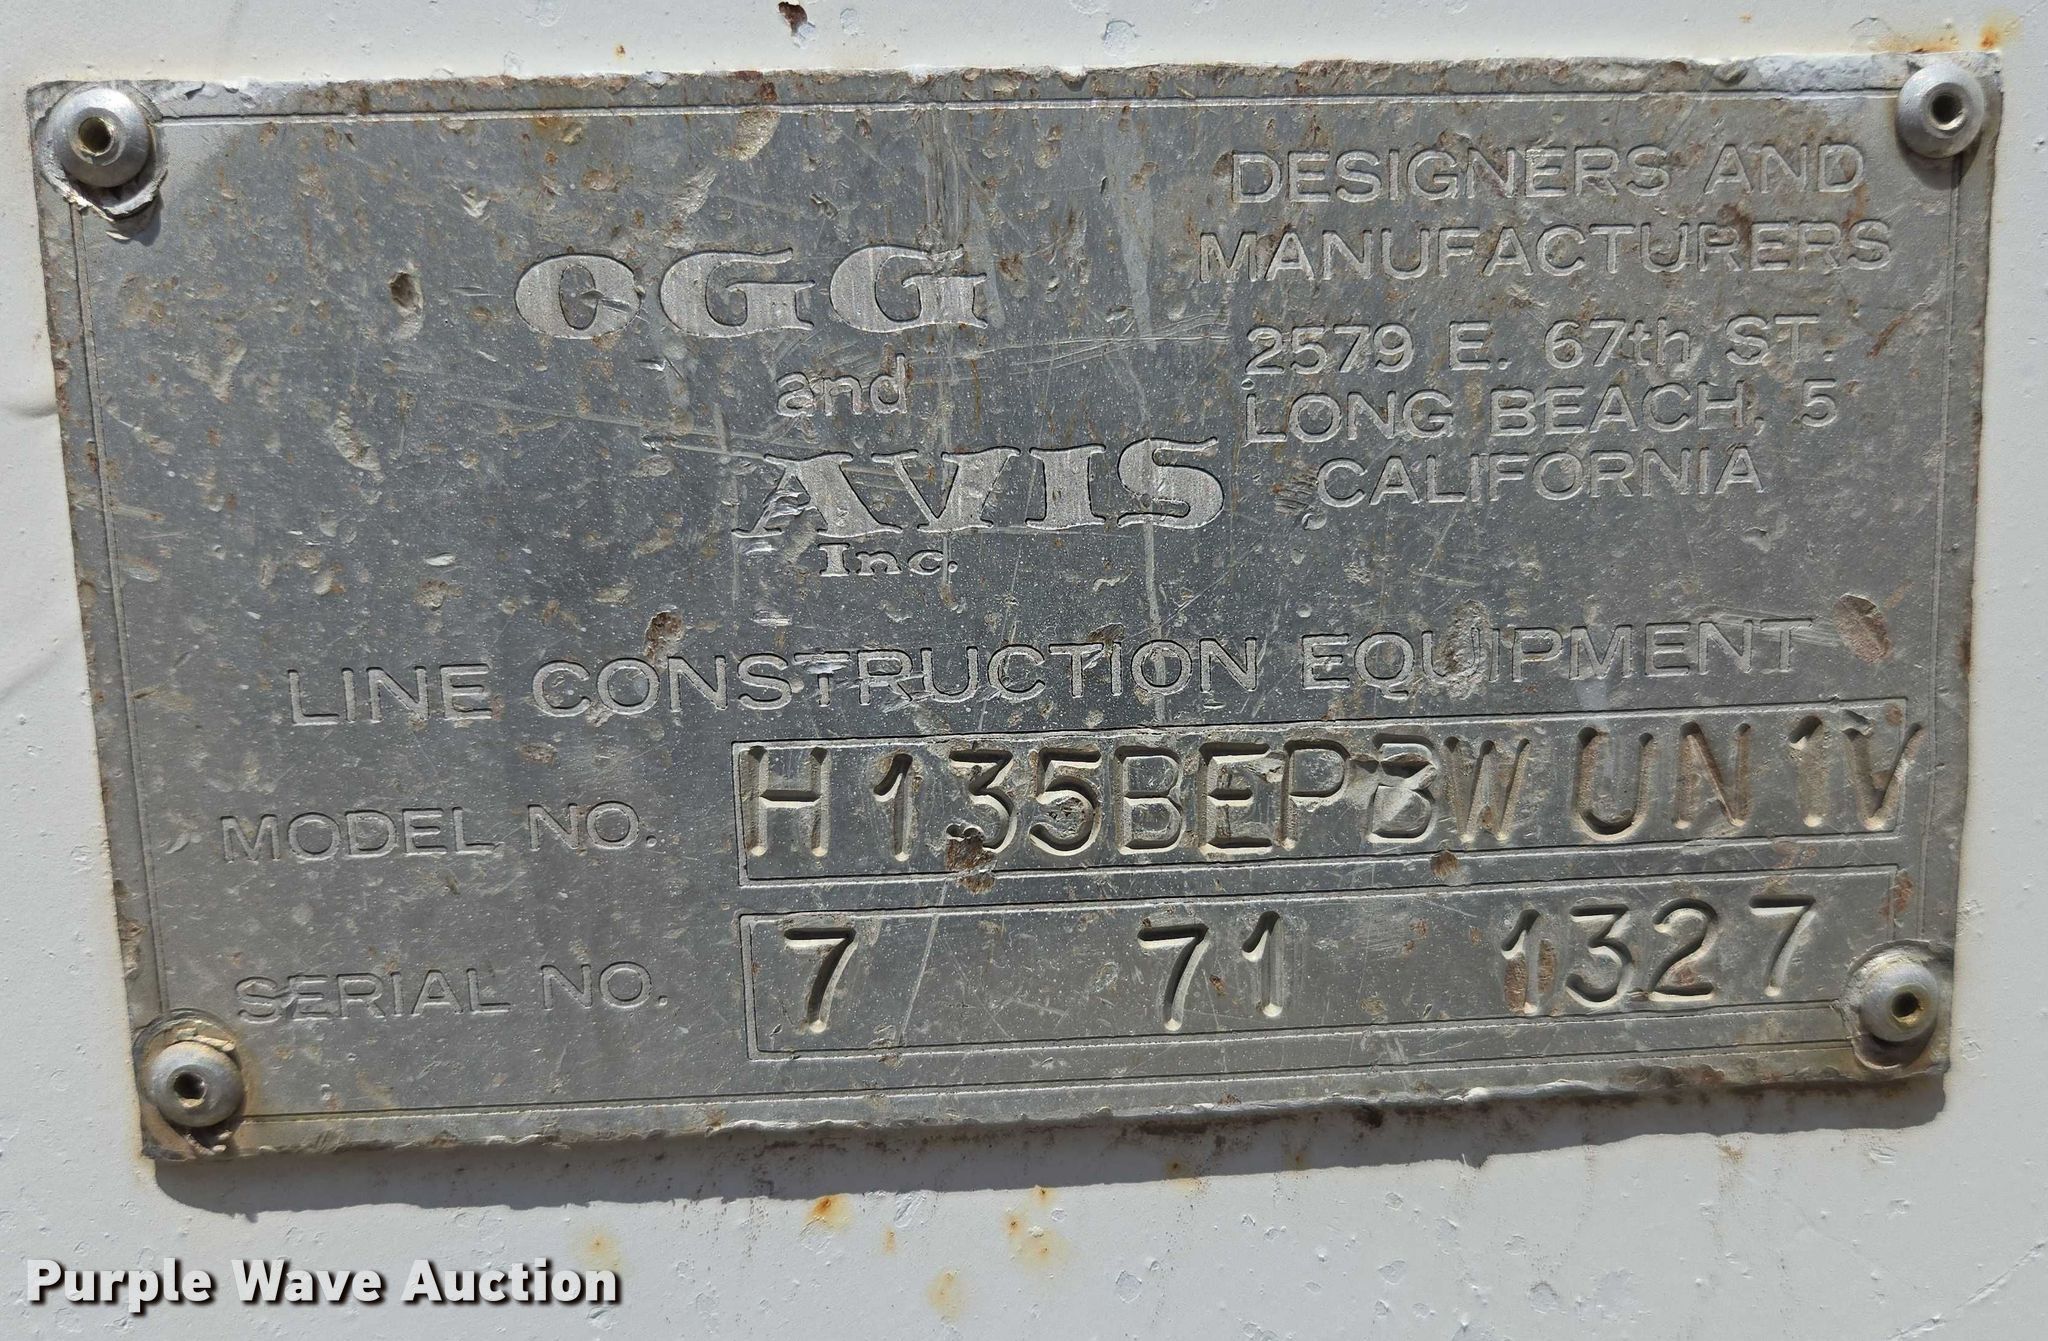 OGG
and
AVIS
Inc.
DESIGNERS AND
MANUFACTURERS
2579 E. 67th ST.
LONG BEACH, 5
CALIFORNIA
LINE CONSTRUCTION EQUIPMENT
MODEL NO. H135BEPBW UN1V
SERIAL NO. 7 71 1327
Purple Wave Auction